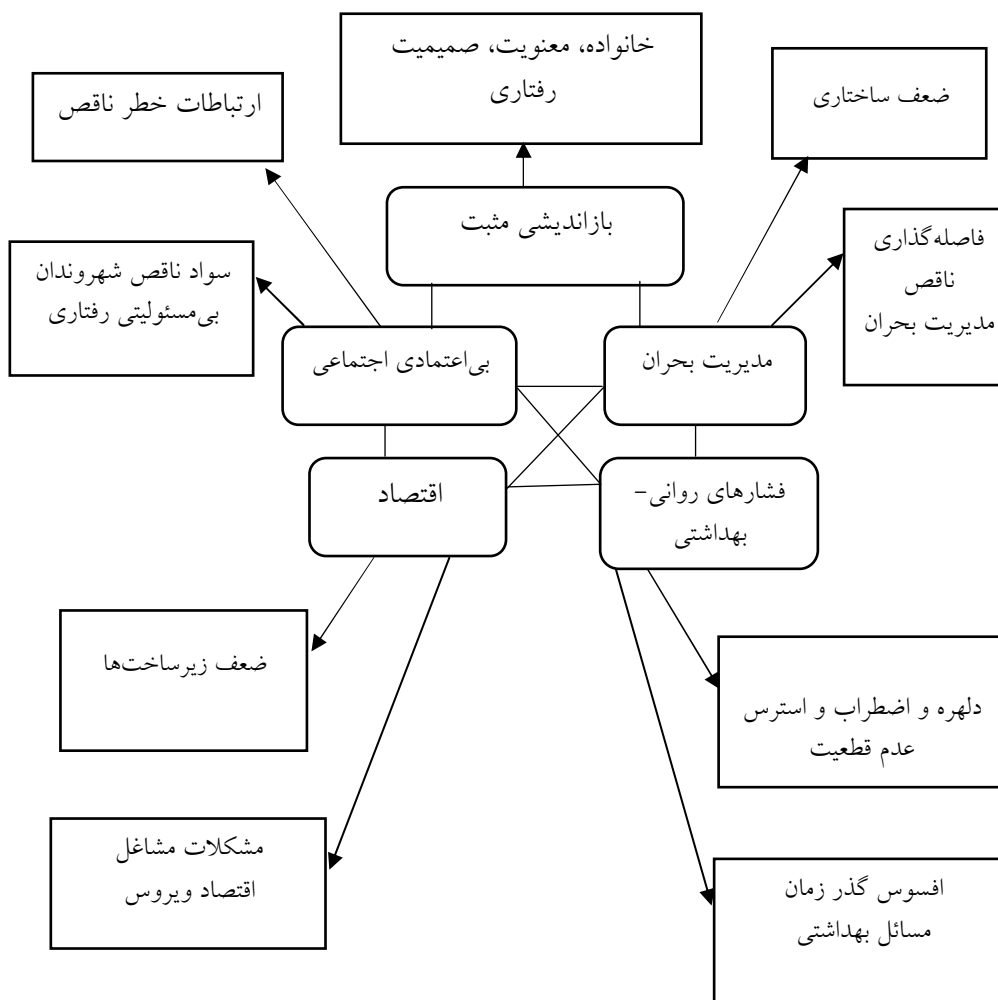 خانواده، معنویت، صمیمیت
رفتاری
ضعف ساختاری
ارتباطات خطر ناقص
بازاندیشی مثبت
فاصله‌گذاری
ناقص
مدیریت بحران
سواد ناقص شهروندان
بی‌مسئولیتی رفتاری
مدیریت بحران
بی‌اعتمادی اجتماعی
فشارهای روانی-
بهداشتی
اقتصاد
ضعف زیرساخت‌ها
دلهره و اضطراب و استرس
عدم قطعیت
مشکلات مشاغل
اقتصاد ویروس
افسوس گذر زمان
مسائل بهداشتی